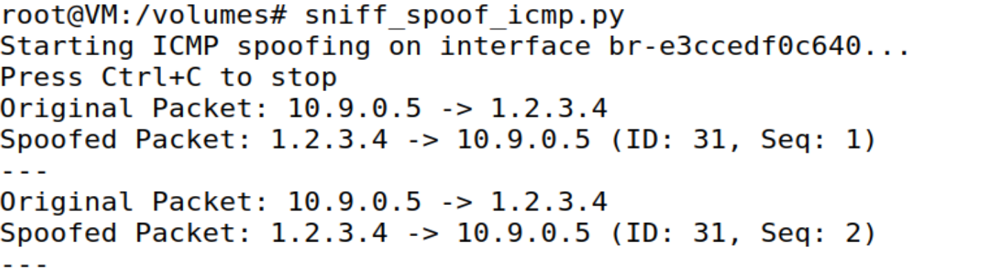 root@VM:/volumes# sniff_spoof_icmp.py
Starting ICMP spoofing on interface br-e3ccedf0c640...
Press Ctrl+C to stop
Original Packet: 10.9.0.5 -> 1.2.3.4
Spoofed Packet: 1.2.3.4 -> 10.9.0.5 (ID: 31, Seq: 1)
---
Original Packet: 10.9.0.5 -> 1.2.3.4
Spoofed Packet: 1.2.3.4 -> 10.9.0.5 (ID: 31, Seq: 2)
---